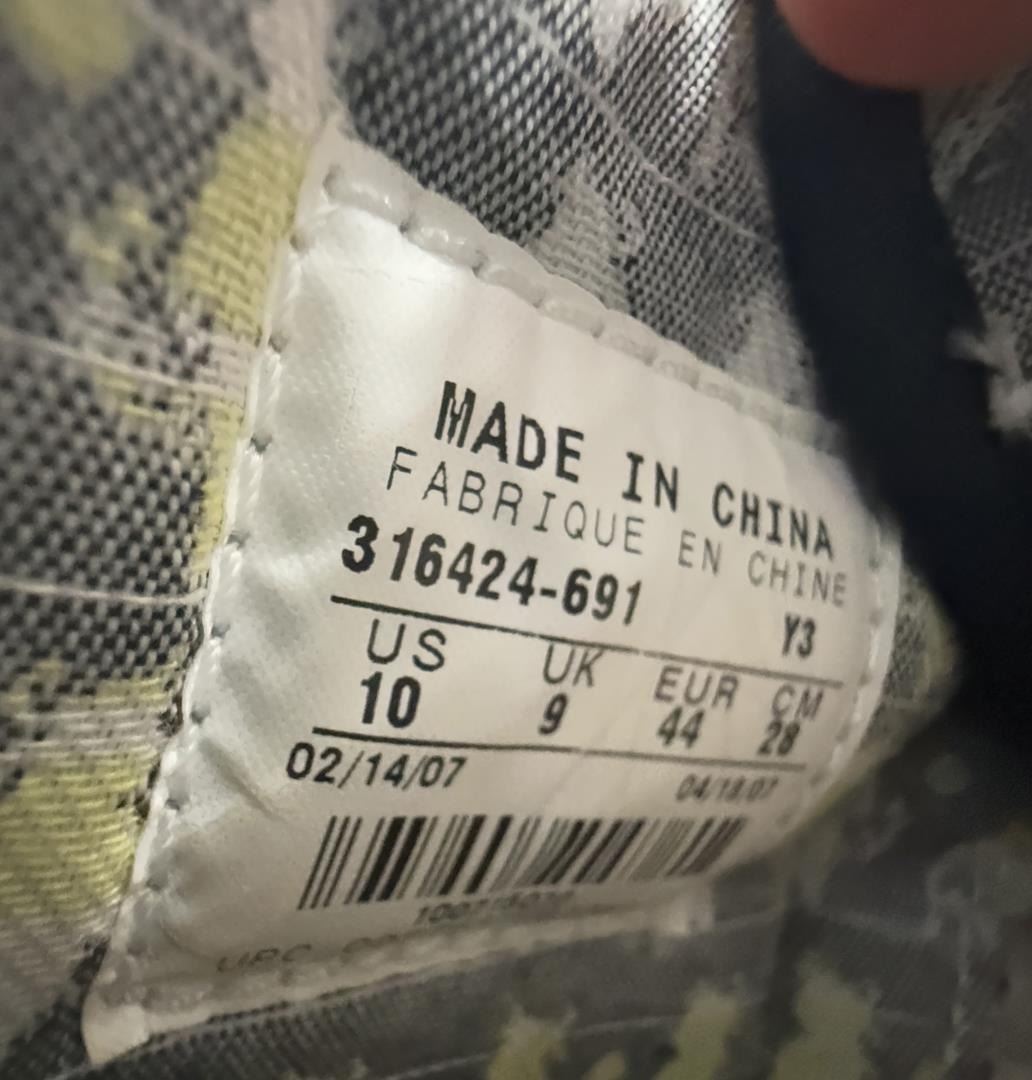 MADE IN CHINA
FABRIQUE EN CHINE
316424-691 Y3
US UK EUR CM
10 9 44 28
02/14/07 04/18/07
UPC